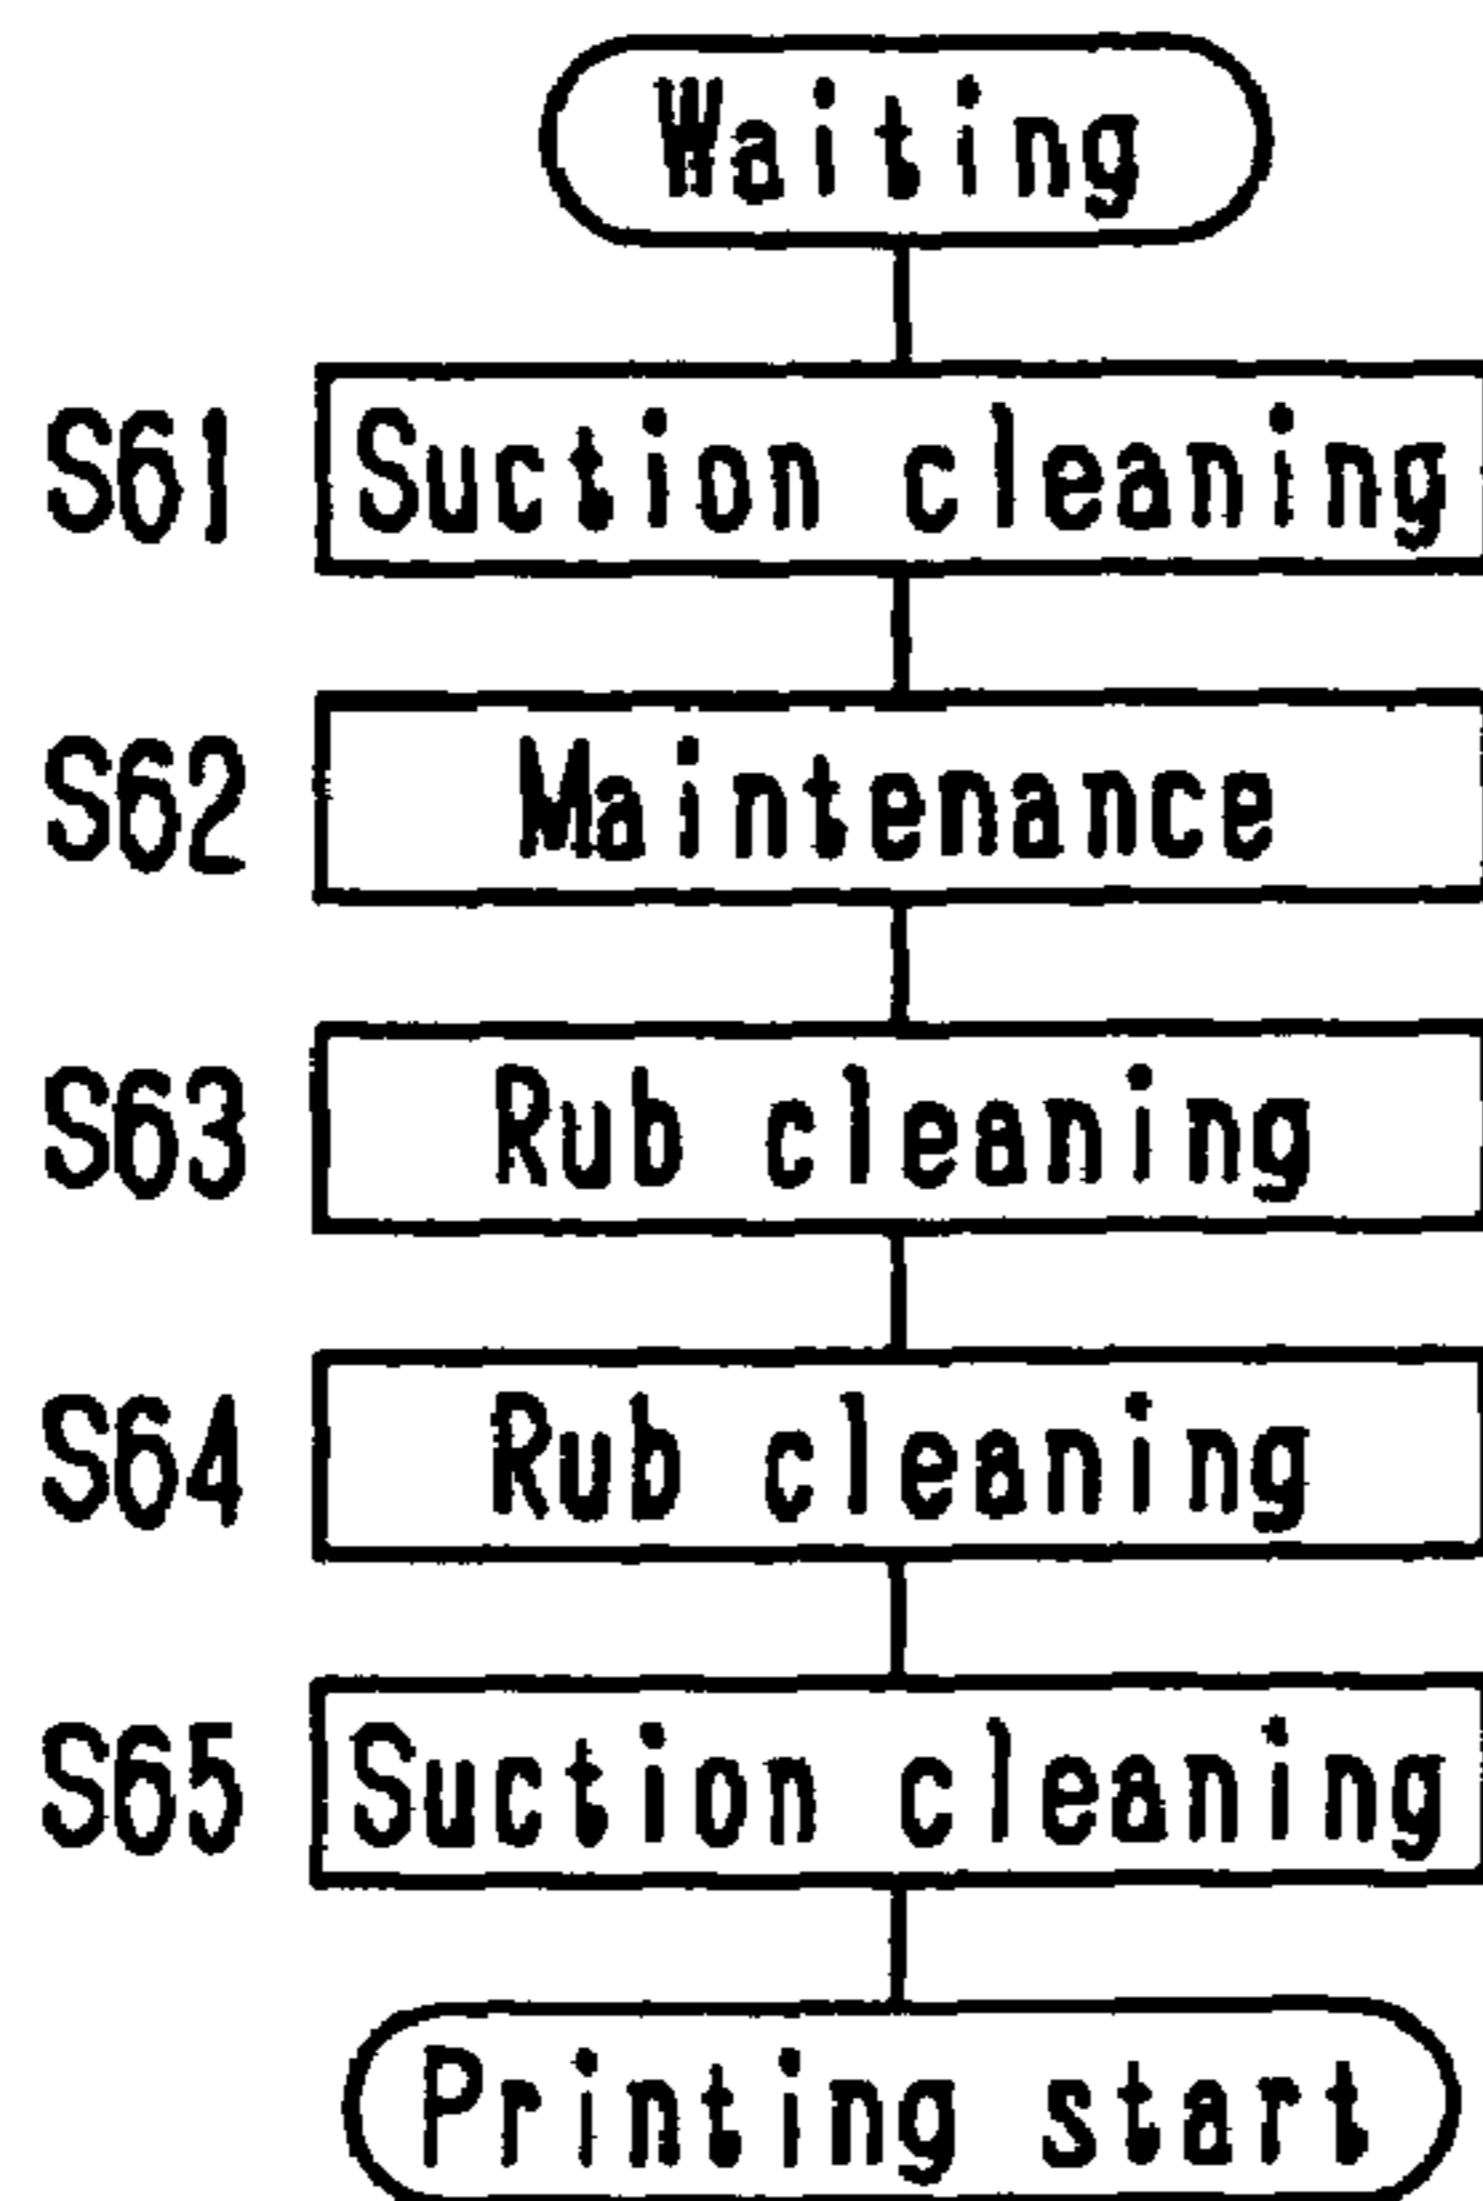 Waiting
S61 Suction cleaning
S62 Maintenance
S63 Rub cleaning
S64 Rub cleaning
S65 Suction cleaning
Printing start